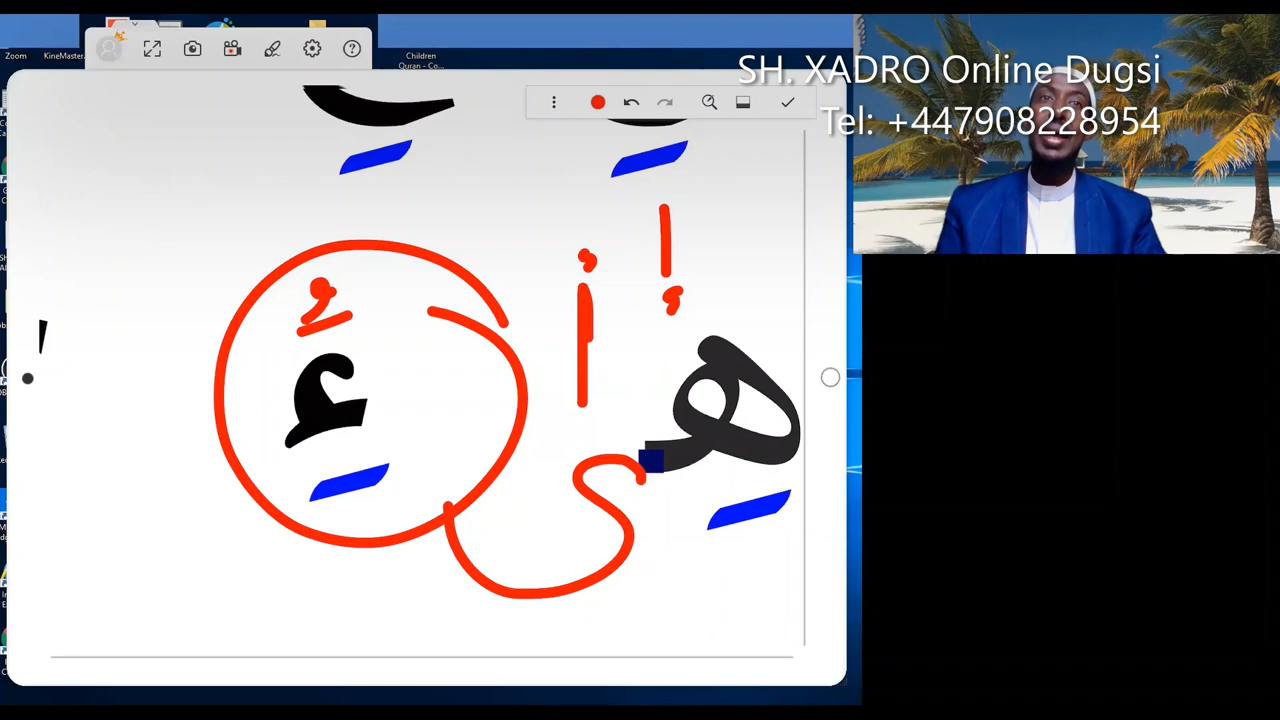 SH. XADRO Online Dugsi
Tel: +447908228954
Zoom
KineMaster
Children
Quran - Co...
إ
أ
هِ
ءِ
ى